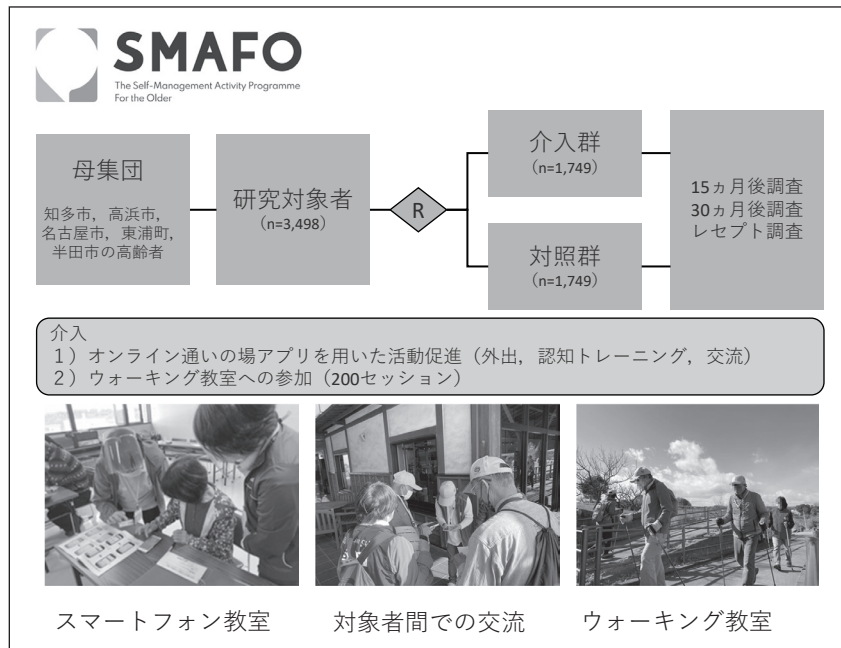 SMAFO
The Self-Management Activity Programme
For the Older
母集団
知多市，高浜市，
名古屋市，東浦町，
半田市の高齢者
研究対象者
(n=3,498)
R
介入群
(n=1,749)
対照群
(n=1,749)
15ヵ月後調査
30ヵ月後調査
レセプト調査
介入
１）オンライン通いの場アプリを用いた活動促進（外出，認知トレーニング，交流）
２）ウォーキング教室への参加（200セッション）
スマートフォン教室
対象者間での交流
ウォーキング教室